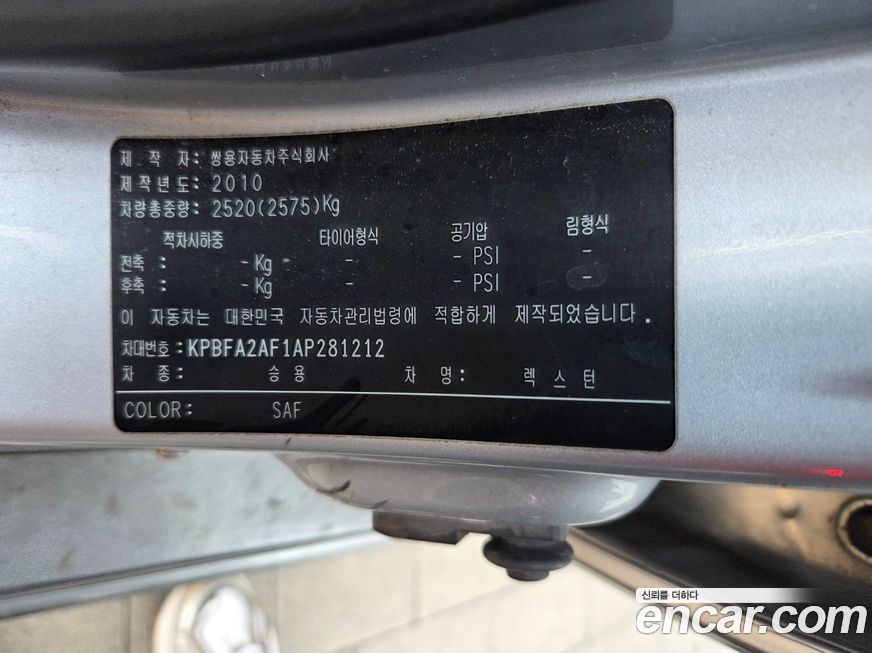 제 작 자: 쌍용자동차주식회사
제작년도: 2010
차량총중량: 2520(2575)Kg
적차시하중 타이어형식 공기압 림형식
전축 : -Kg - - PSI -
후축 : -Kg - - PSI -
이 자동차는 대한민국 자동차관리법령에 적합하게 제작되었습니다.
차대번호: KPBFA2AF1AP281212
차 종: 승용 차 명: 렉스턴
COLOR: SAF
신뢰를 더하다
encar.com